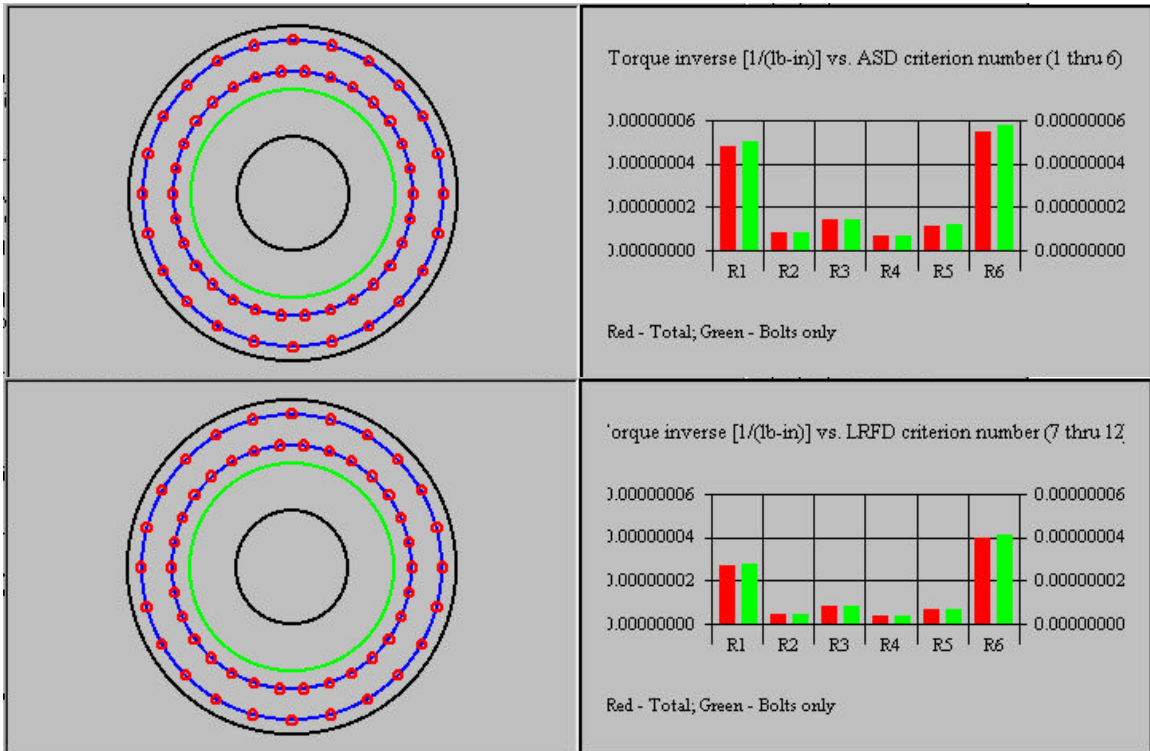 Torque inverse [1/(lb-in)] vs. ASD criterion number (1 thru 6)
0.00000006 0.00000006
0.00000004 0.00000004
0.00000002 0.00000002
0.00000000 0.00000000
R1 R2 R3 R4 R5 R6
Red - Total; Green - Bolts only
Torque inverse [1/(lb-in)] vs. LRFD criterion number (7 thru 12)
0.00000006 0.00000006
0.00000004 0.00000004
0.00000002 0.00000002
0.00000000 0.00000000
R1 R2 R3 R4 R5 R6
Red - Total; Green - Bolts only